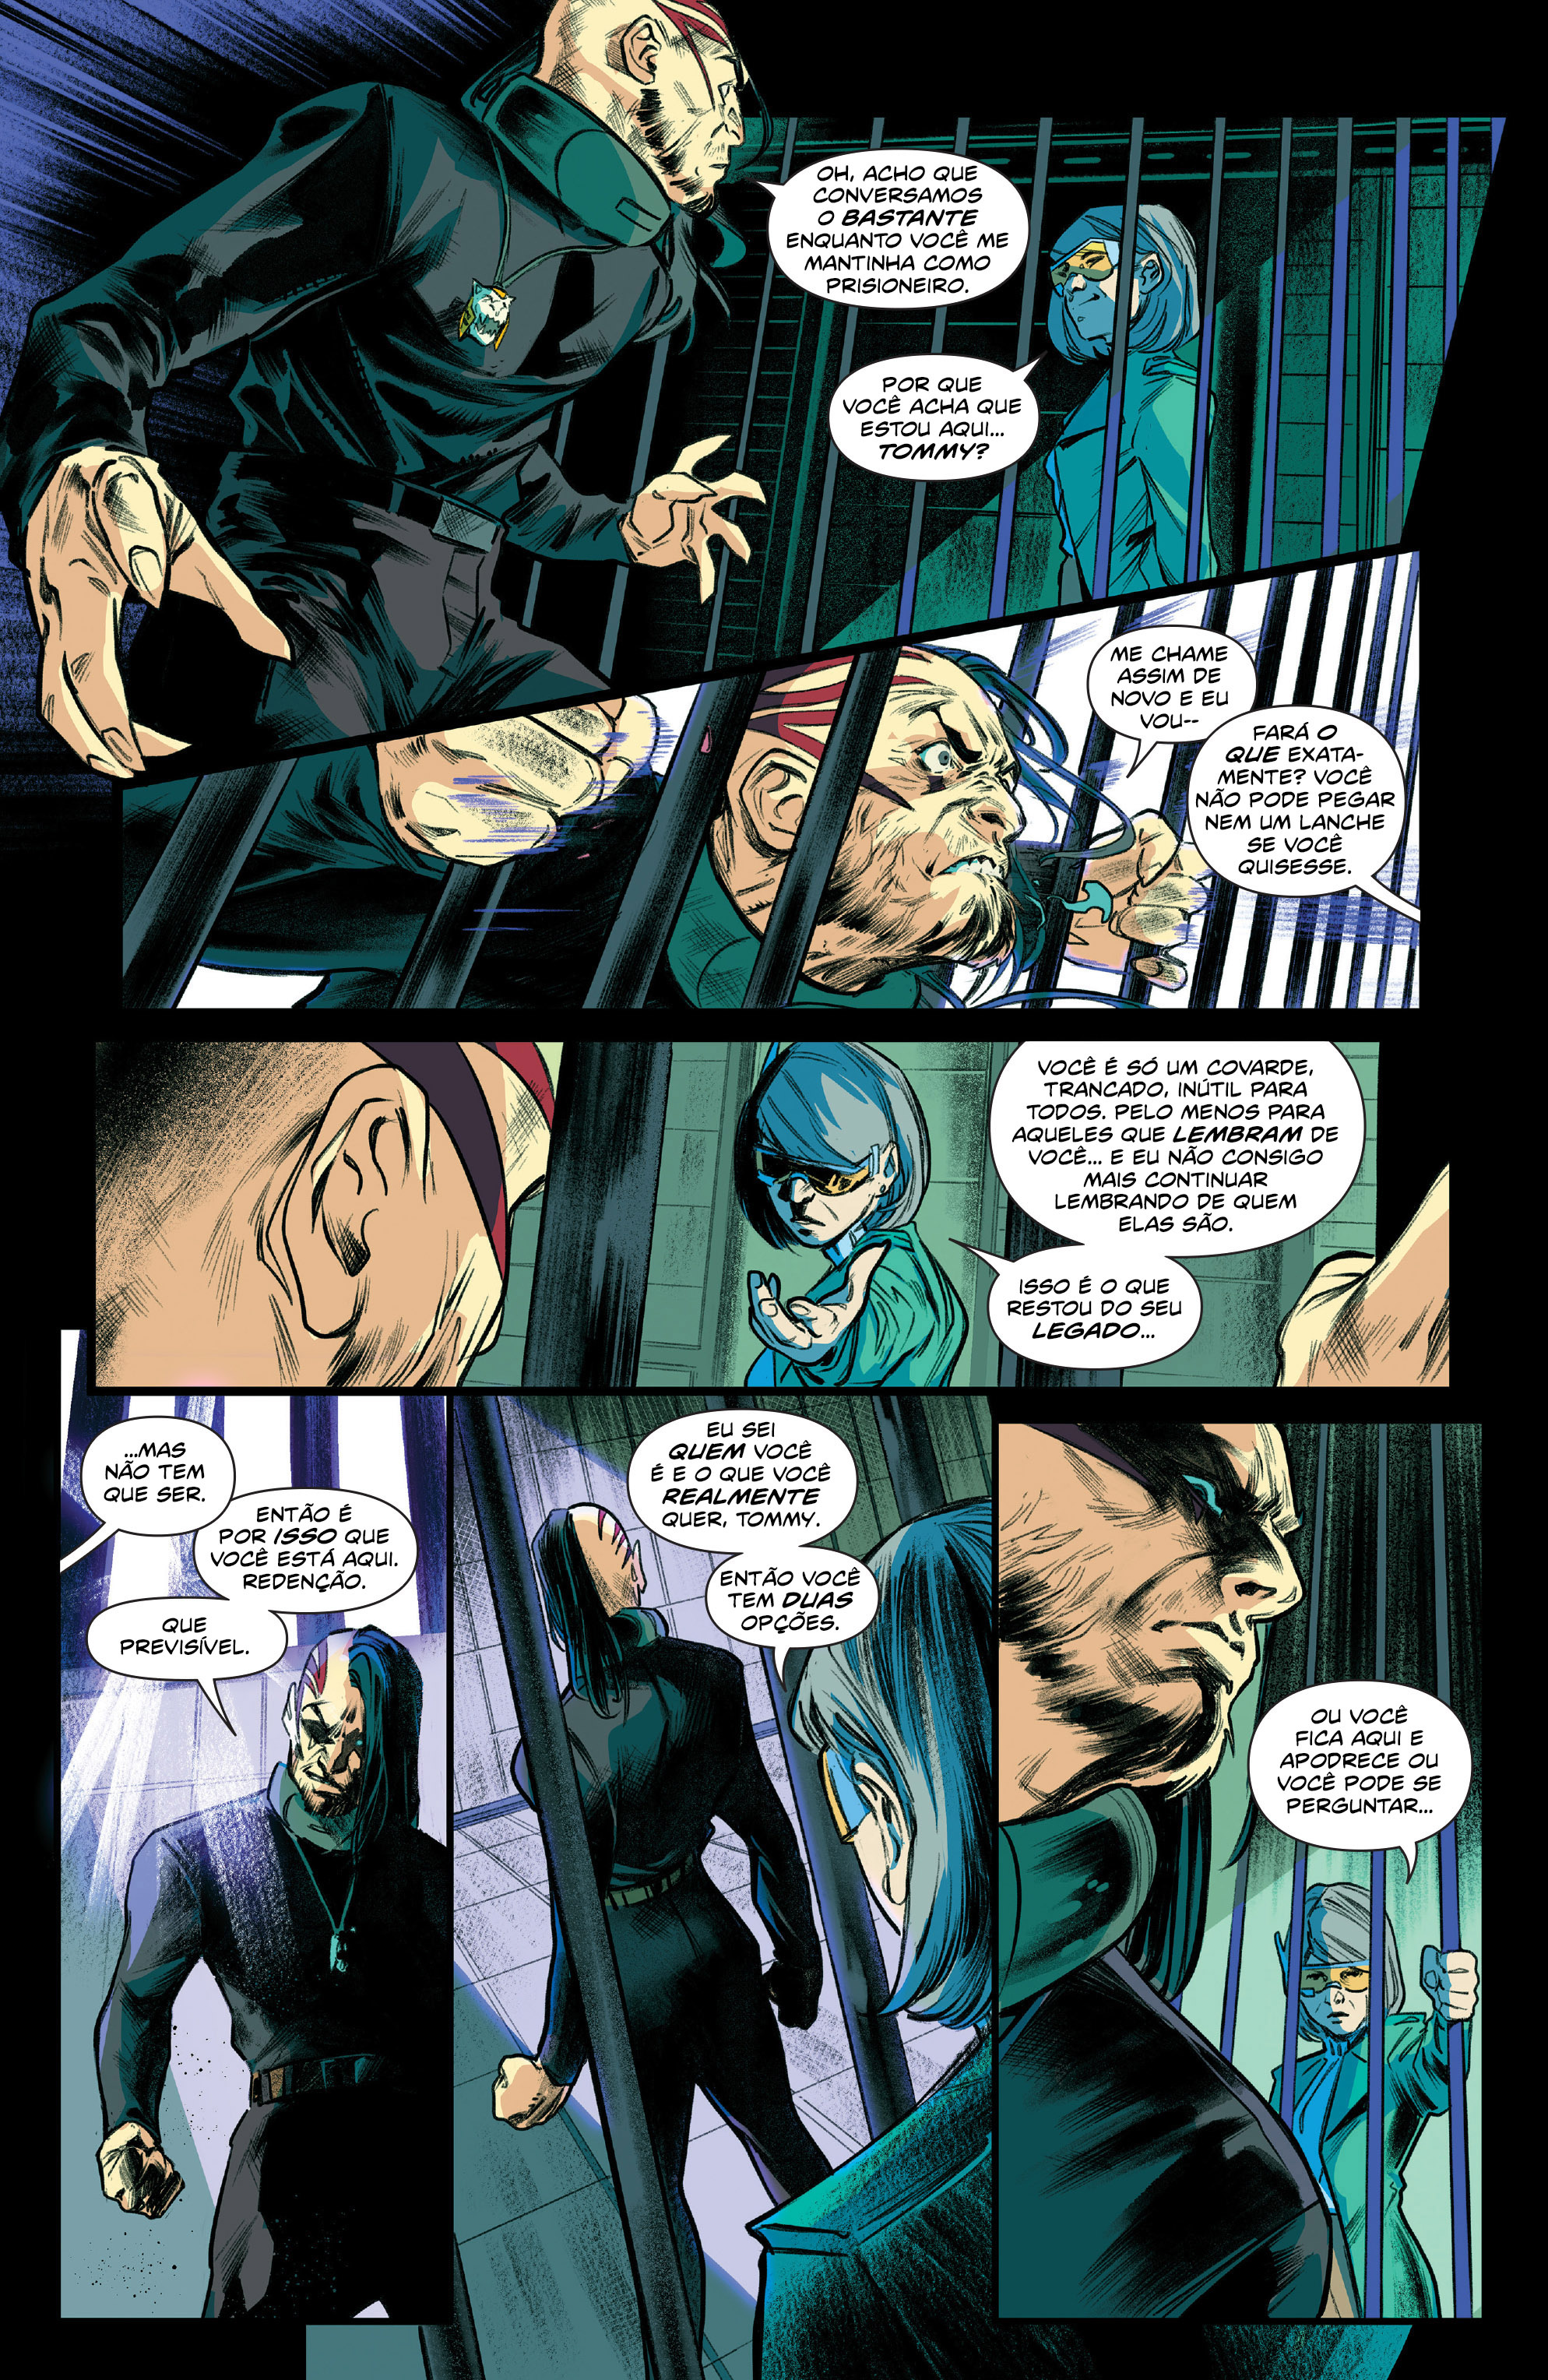 OH, ACHO QUE
CONVERSAMOS
O BASTANTE
ENQUANTO VOCÊ ME
MANTINHA COMO
PRISIONEIRO.
POR QUE
VOCÊ ACHA QUE
ESTOU AQUI...
TOMMY?
ME CHAME
ASSIM DE
NOVO E EU
VOU--
FARÁ O
QUE EXATA-
MENTE? VOCÊ
NÃO PODE PEGAR
NEM UM LANCHE
SE VOCÊ
QUISESSE.
VOCÊ É SÓ UM COVARDE,
TRANCADO, INÚTIL PARA
TODOS. PELO MENOS PARA
AQUELES QUE LEMBRAM DE
VOCÊ... E EU NÃO CONSIGO
MAIS CONTINUAR
LEMBRANDO DE QUEM
ELAS SÃO.
ISSO É O QUE
RESTOU DO SEU
LEGADO...
...MAS
NÃO TEM
QUE SER.
ENTÃO É
POR ISSO QUE
VOCÊ ESTÁ AQUI.
REDENÇÃO.
QUE
PREVISÍVEL.
EU SEI
QUEM VOCÊ
É E O QUE VOCÊ
REALMENTE
QUER, TOMMY.
ENTÃO VOCÊ
TEM DUAS
OPÇÕES.
OU VOCÊ
FICA AQUI E
APODRECE OU
VOCÊ PODE SE
PERGUNTAR...